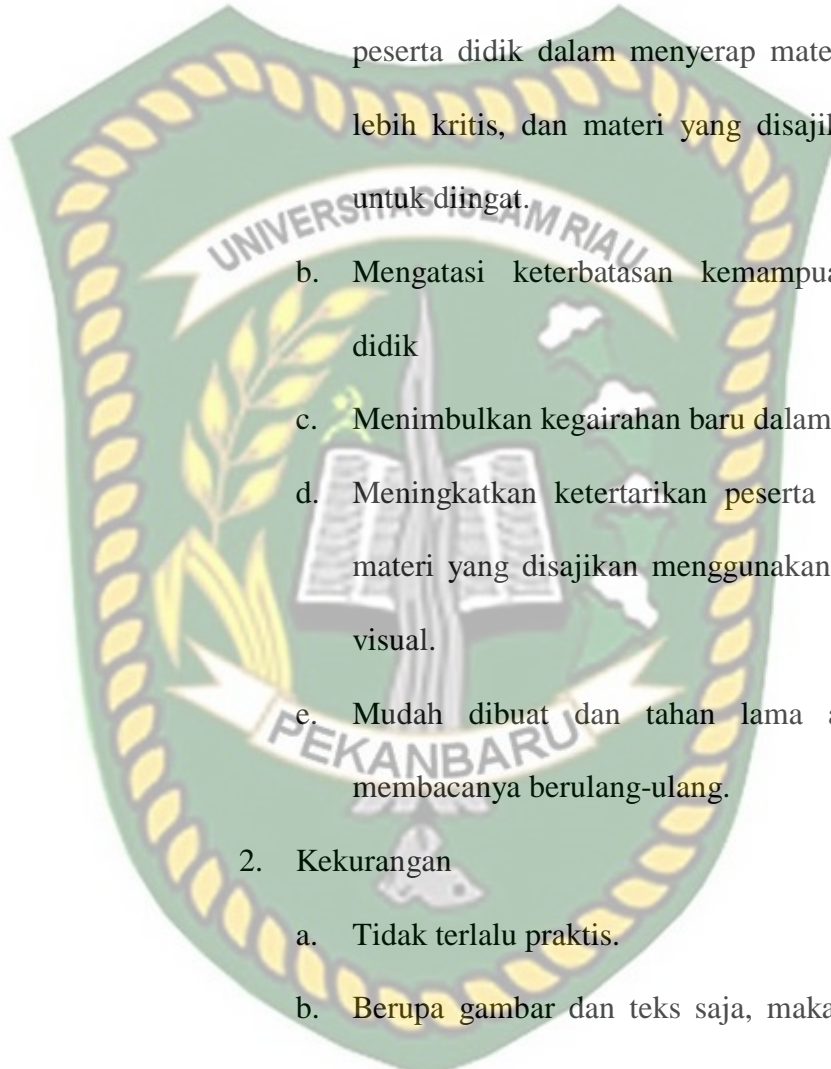 peserta didik dalam menyerap mate
lebih kritis, dan materi yang disajil
untuk diingat.
UNIVERSITAS ISLAM RIAU
b. Mengatasi keterbatasan kemampua
didik
c. Menimbulkan kegairahan baru dalam
d. Meningkatkan ketertarikan peserta
materi yang disajikan menggunakan
visual.
e. Mudah dibuat dan tahan lama a
PEKANBARU
membacanya berulang-ulang.
2. Kekurangan
a. Tidak terlalu praktis.
b. Berupa gambar dan teks saja, maka